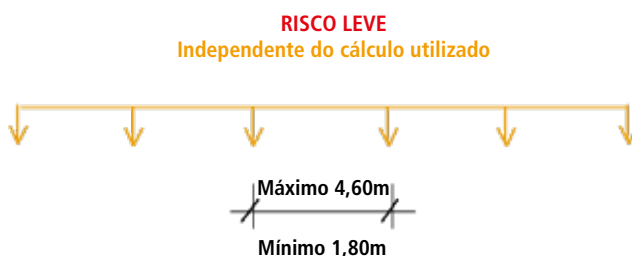 RISCO LEVE
Independente do cálculo utilizado
Máximo 4,60m
Mínimo 1,80m